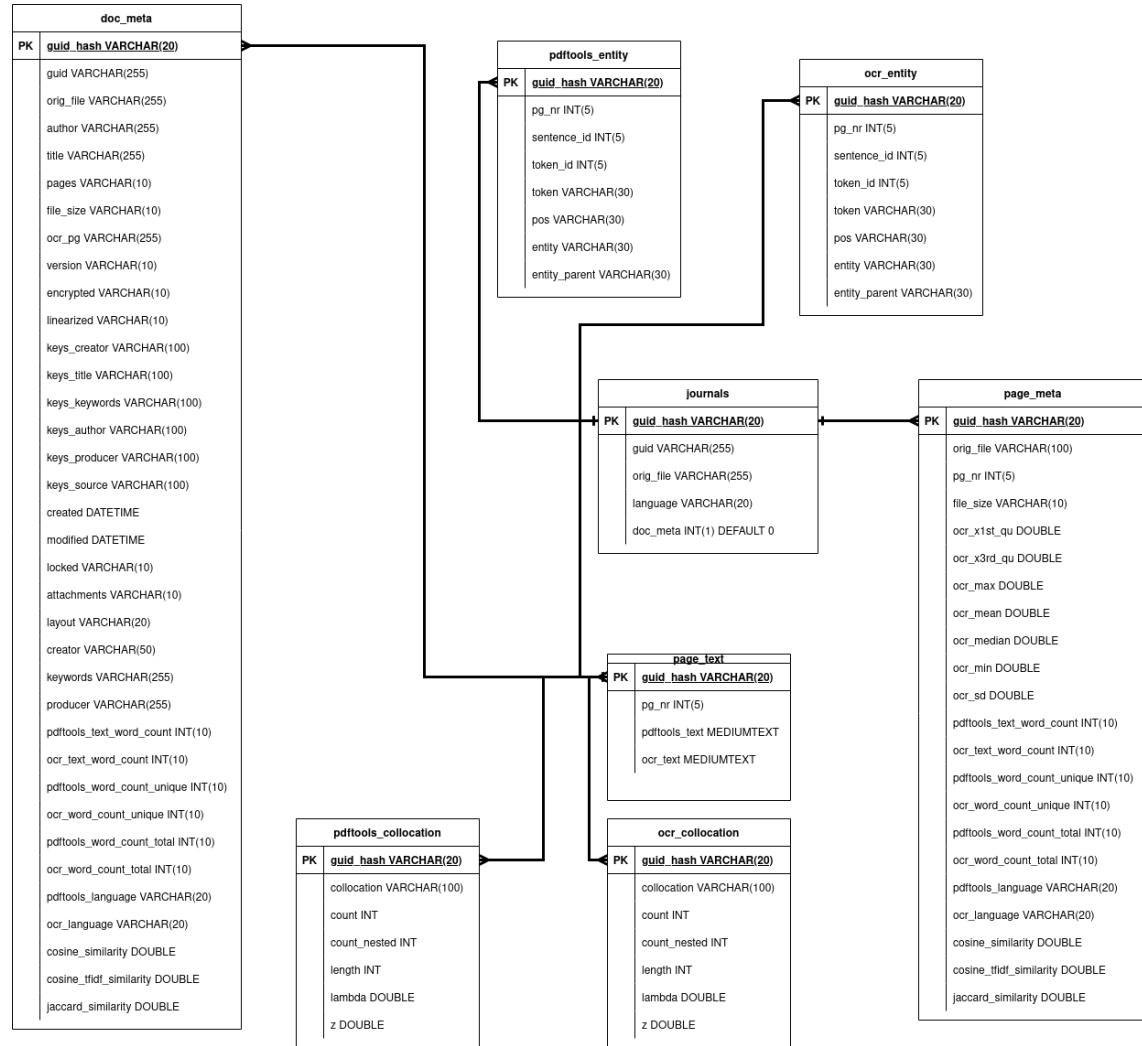 doc_meta
PK guid_hash VARCHAR(20)
guid VARCHAR(255)
orig_file VARCHAR(255)
author VARCHAR(255)
title VARCHAR(255)
pages VARCHAR(10)
file_size VARCHAR(10)
ocr_pg VARCHAR(255)
version VARCHAR(10)
encrypted VARCHAR(10)
linearized VARCHAR(10)
keys_creator VARCHAR(100)
keys_title VARCHAR(100)
keys_keywords VARCHAR(100)
keys_author VARCHAR(100)
keys_producer VARCHAR(100)
keys_source VARCHAR(100)
created DATETIME
modified DATETIME
locked VARCHAR(10)
attachments VARCHAR(10)
layout VARCHAR(20)
creator VARCHAR(50)
keywords VARCHAR(255)
producer VARCHAR(255)
pdftools_text_word_count INT(10)
ocr_text_word_count INT(10)
pdftools_word_count_unique INT(10)
ocr_word_count_unique INT(10)
pdftools_word_count_total INT(10)
ocr_word_count_total INT(10)
pdftools_language VARCHAR(20)
ocr_language VARCHAR(20)
cosine_similarity DOUBLE
cosine_tfidf_similarity DOUBLE
jaccard_similarity DOUBLE
pdftools_entity
PK guid_hash VARCHAR(20)
pg_nr INT(5)
sentence_id INT(5)
token_id INT(5)
token VARCHAR(30)
pos VARCHAR(30)
entity VARCHAR(30)
entity_parent VARCHAR(30)
ocr_entity
PK guid_hash VARCHAR(20)
pg_nr INT(5)
sentence_id INT(5)
token_id INT(5)
token VARCHAR(30)
pos VARCHAR(30)
entity VARCHAR(30)
entity_parent VARCHAR(30)
journals
PK guid_hash VARCHAR(20)
guid VARCHAR(255)
orig_file VARCHAR(255)
language VARCHAR(20)
doc_meta INT(1) DEFAULT 0
page_meta
PK guid_hash VARCHAR(20)
orig_file VARCHAR(100)
pg_nr INT(5)
file_size VARCHAR(10)
ocr_x1st_qu DOUBLE
ocr_x3rd_qu DOUBLE
ocr_max DOUBLE
ocr_mean DOUBLE
ocr_median DOUBLE
ocr_min DOUBLE
ocr_sd DOUBLE
pdftools_text_word_count INT(10)
ocr_text_word_count INT(10)
pdftools_word_count_unique INT(10)
ocr_word_count_unique INT(10)
pdftools_word_count_total INT(10)
ocr_word_count_total INT(10)
pdftools_language VARCHAR(20)
ocr_language VARCHAR(20)
cosine_similarity DOUBLE
cosine_tfidf_similarity DOUBLE
jaccard_similarity DOUBLE
page_text
PK guid_hash VARCHAR(20)
pg_nr INT(5)
pdftools_text MEDIUMTEXT
ocr_text MEDIUMTEXT
pdftools_collocation
PK guid_hash VARCHAR(20)
collocation VARCHAR(100)
count INT
count_nested INT
length INT
lambda DOUBLE
z DOUBLE
ocr_collocation
PK guid_hash VARCHAR(20)
collocation VARCHAR(100)
count INT
count_nested INT
length INT
lambda DOUBLE
z DOUBLE